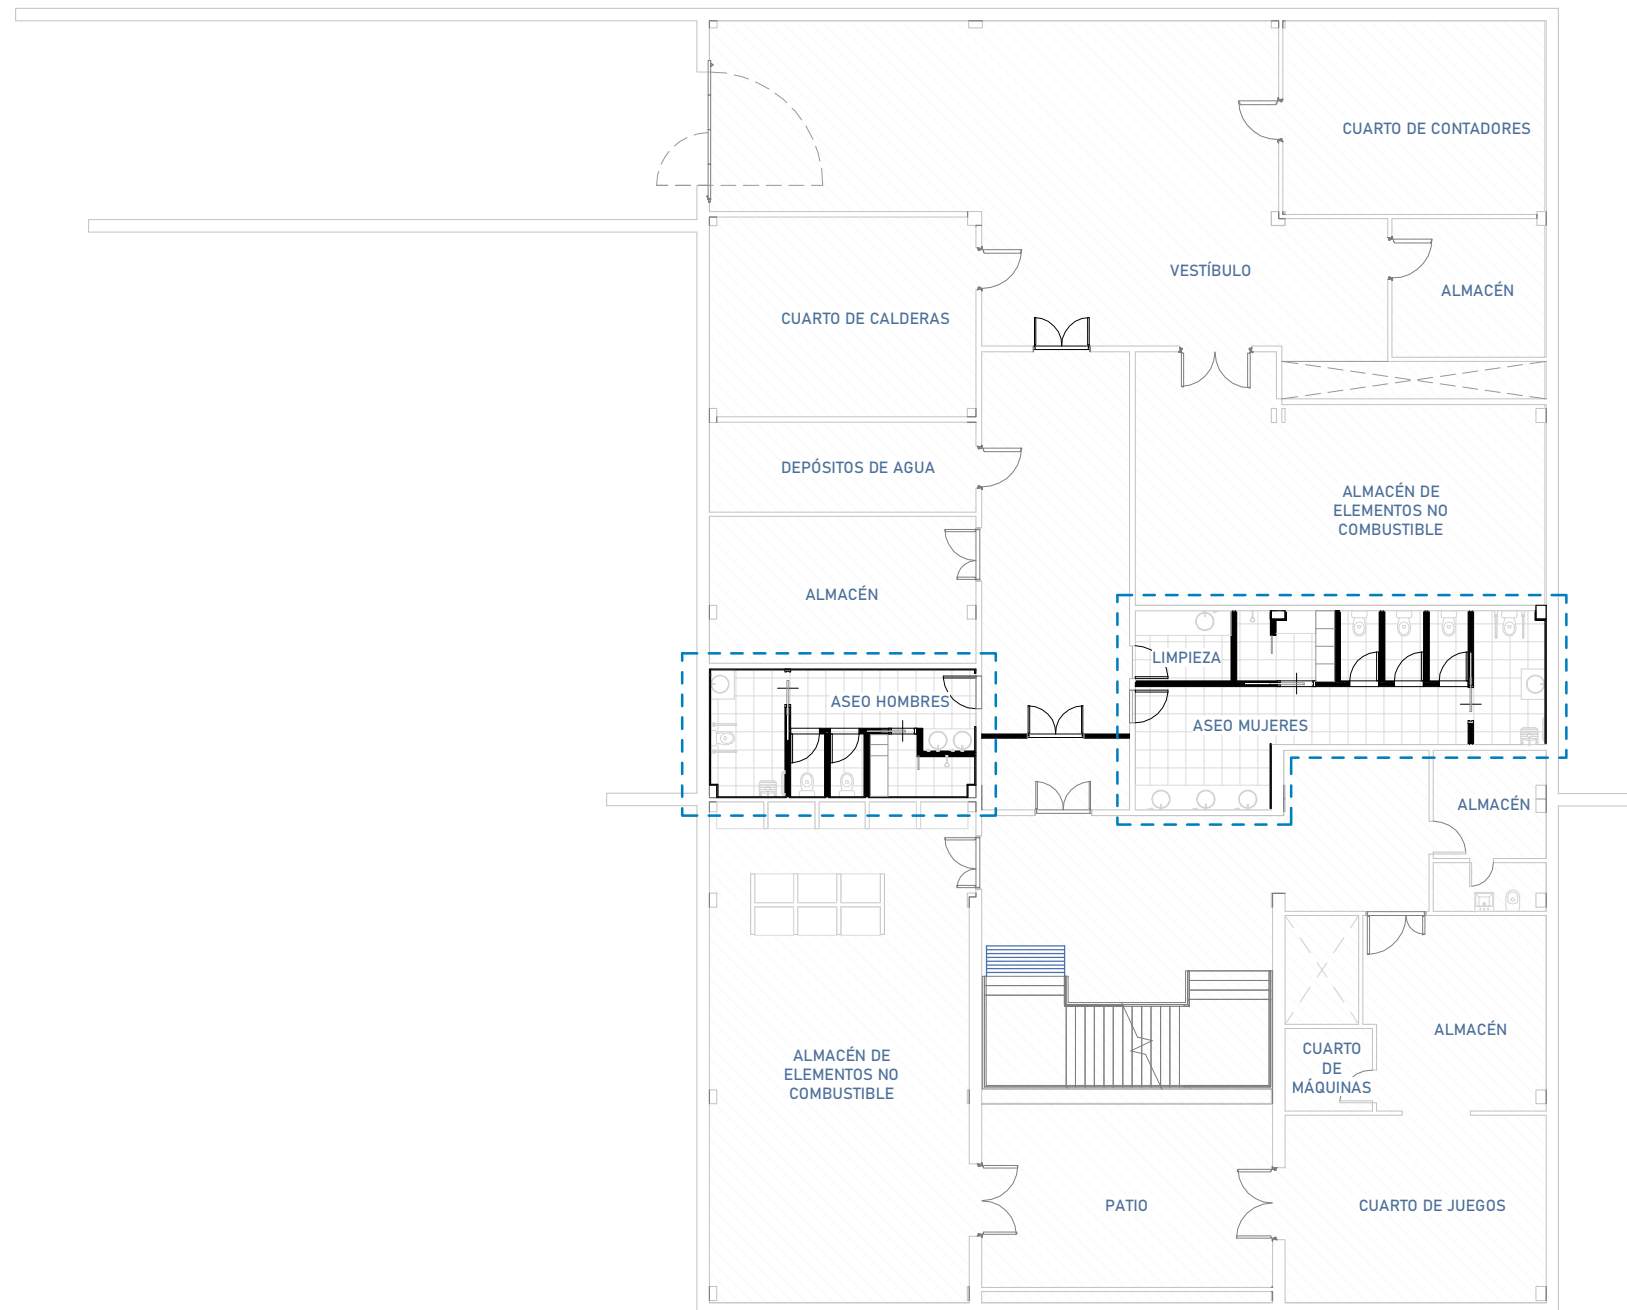 CUARTO DE CONTADORES
VESTÍBULO
ALMACÉN
CUARTO DE CALDERAS
DEPÓSITOS DE AGUA
ALMACÉN DE
ELEMENTOS NO
COMBUSTIBLE
ALMACÉN
LIMPIEZA
ASEO HOMBRES
ASEO MUJERES
ALMACÉN
ALMACÉN
CUARTO
DE
MÁQUINAS
ALMACÉN DE
ELEMENTOS NO
COMBUSTIBLE
PATIO
CUARTO DE JUEGOS